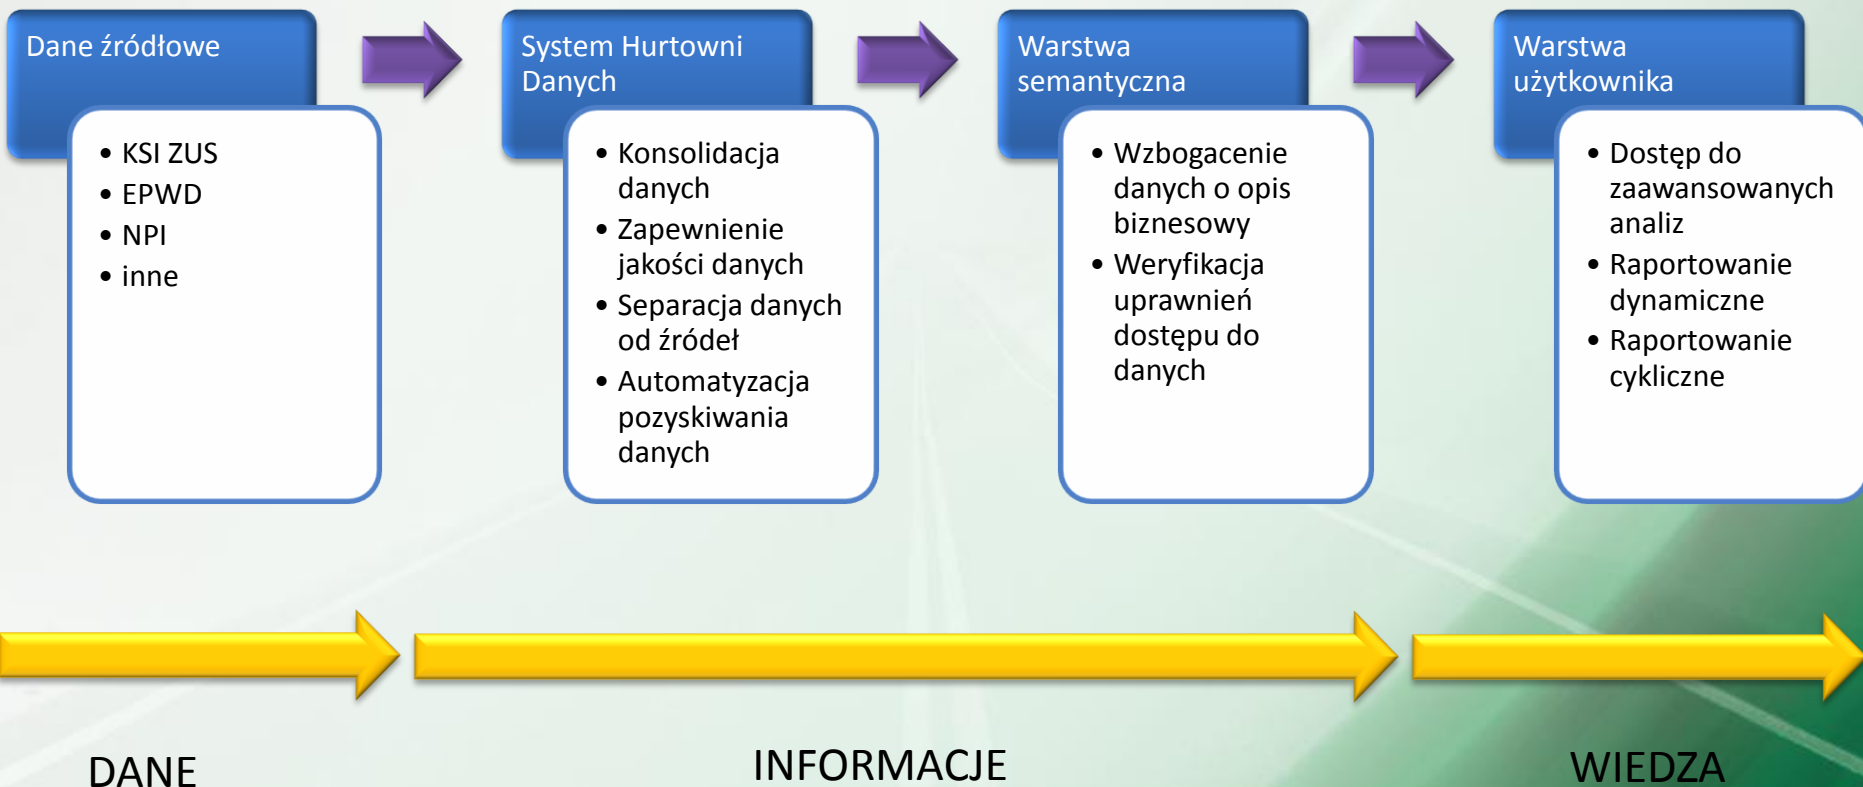 Dane źródłowe
• KSI ZUS
• EPWD
• NPI
• inne
System Hurtowni
Danych
• Konsolidacja
danych
• Zapewnienie
jakości danych
• Separacja danych
od źródeł
• Automatyzacja
pozyskiwania
danych
Warstwa
semantyczna
• Wzbogacenie
danych o opis
biznesowy
• Weryfikacja
uprawnień
dostępu do
danych
Warstwa
użytkownika
• Dostęp do
zaawansowanych
analiz
• Raportowanie
dynamiczne
• Raportowanie
cykliczne
DANE
INFORMACJE
WIEDZA